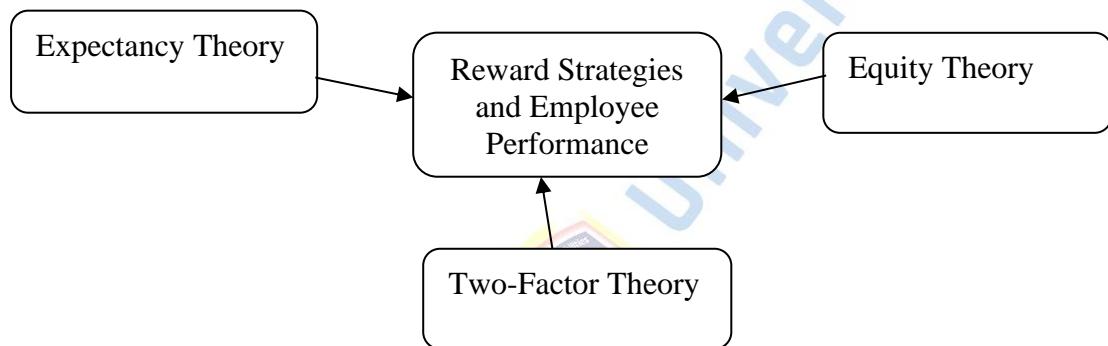 Expectancy Theory
Reward Strategies
and Employee
Performance
Equity Theory
Two-Factor Theory